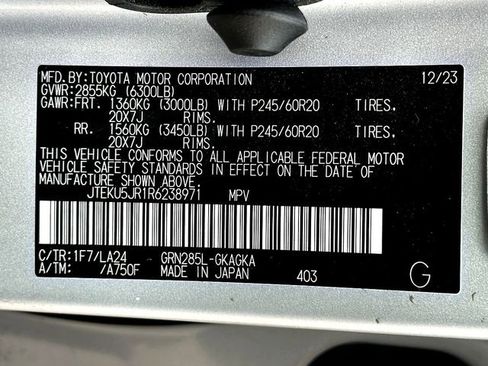 MFD.BY:TOYOTA MOTOR CORPORATION 12/23
GVWR:2855KG (6300LB)
GAWR:FRT. 1360KG (3000LB) WITH P245/60R20 TIRES.
20X7J RIMS.
RR. 1560KG (3450LB) WITH P245/60R20 TIRES.
20X7J RIMS.
THIS VEHICLE CONFORMS TO ALL APPLICABLE FEDERAL MOTOR
VEHICLE SAFETY STANDARDS IN EFFECT ON THE DATE OF
MANUFACTURE SHOWN ABOVE.
JTEKU5JR1R6238971 MPV
C/TR:1F7/LA24 GRN285L-GKAGKA
A/TM: /A750F MADE IN JAPAN 403 G